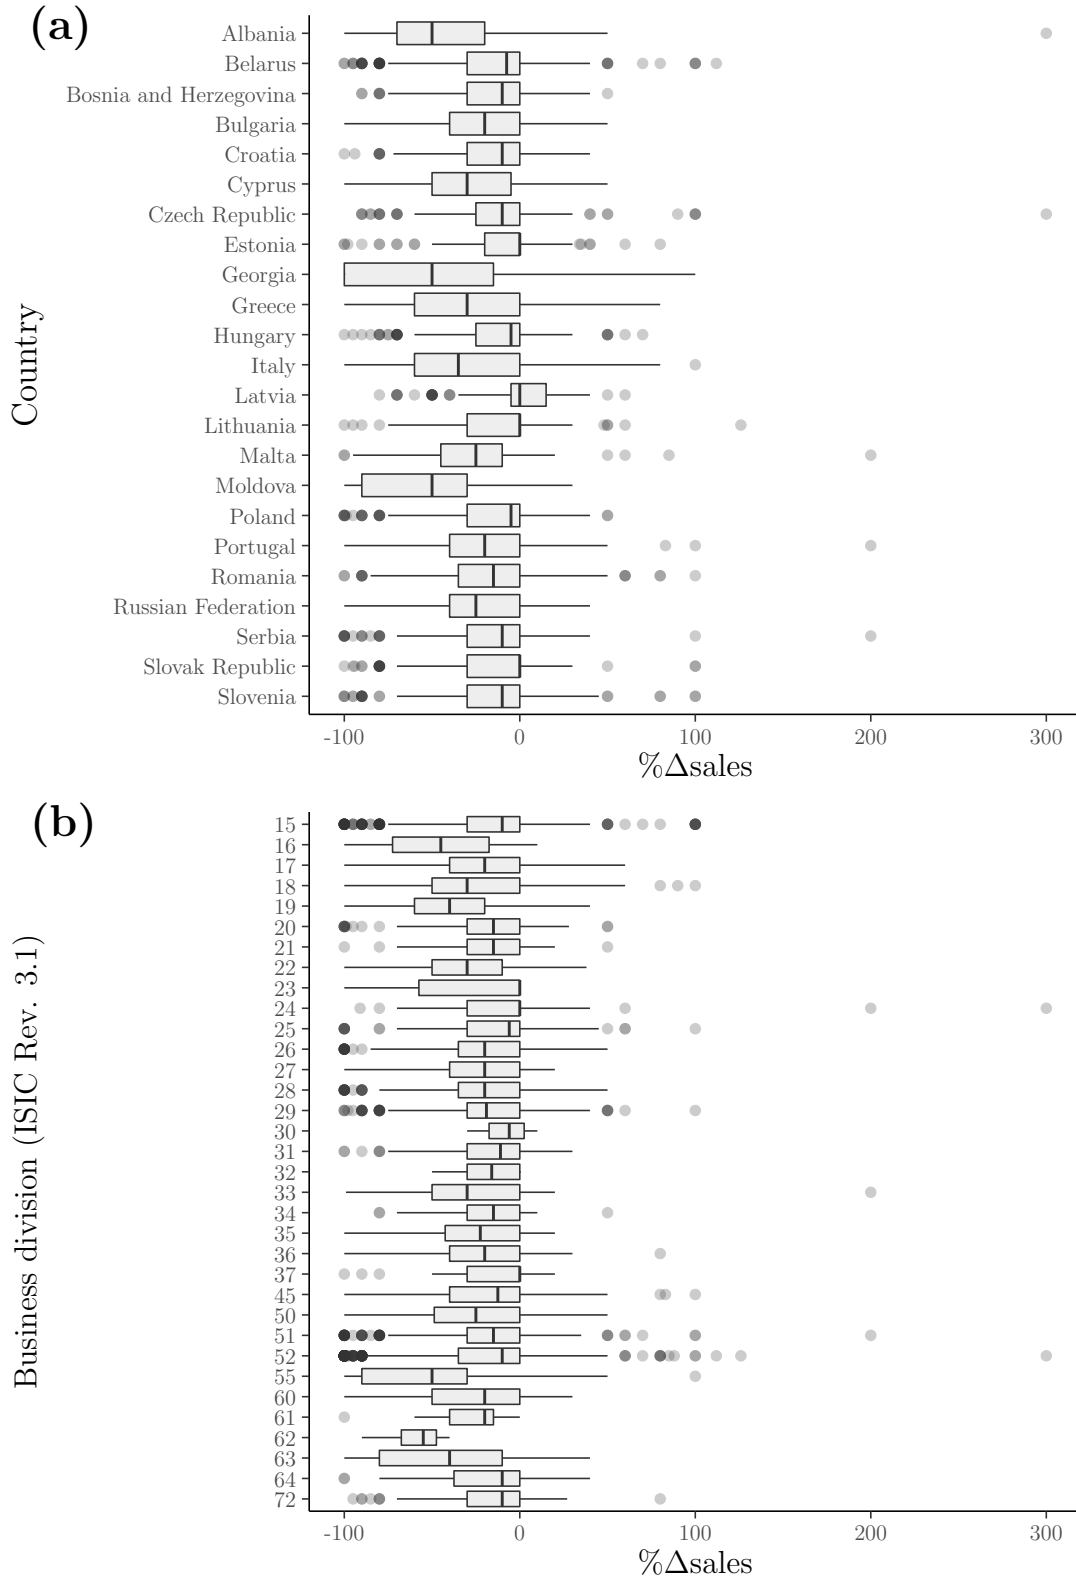 (a)
Albania
Belarus
Bosnia and Herzegovina
Bulgaria
Croatia
Cyprus
Czech Republic
Estonia
Georgia
Greece
Hungary
Italy
Latvia
Lithuania
Malta
Moldova
Poland
Portugal
Romania
Russian Federation
Serbia
Slovak Republic
Slovenia
Country
-100 0 100 200 300
%Δsales
(b)
15
16
17
18
19
20
21
22
23
24
25
26
27
28
29
30
31
32
33
34
35
36
37
45
50
51
52
55
60
61
62
63
64
72
Business division (ISIC Rev. 3.1)
-100 0 100 200 300
%Δsales